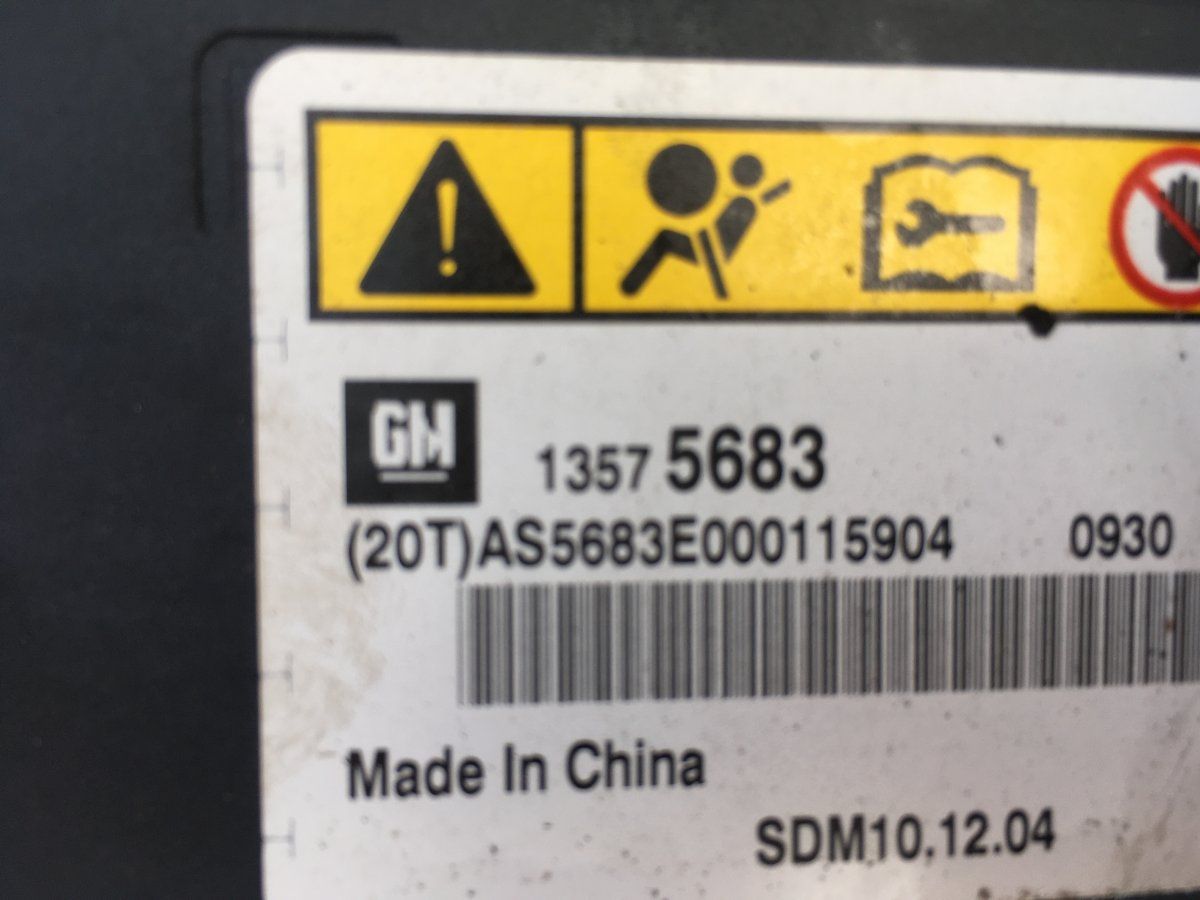 GM 1357 5683
(20T)AS5683E000115904 0930
Made In China
SDM10.12.04